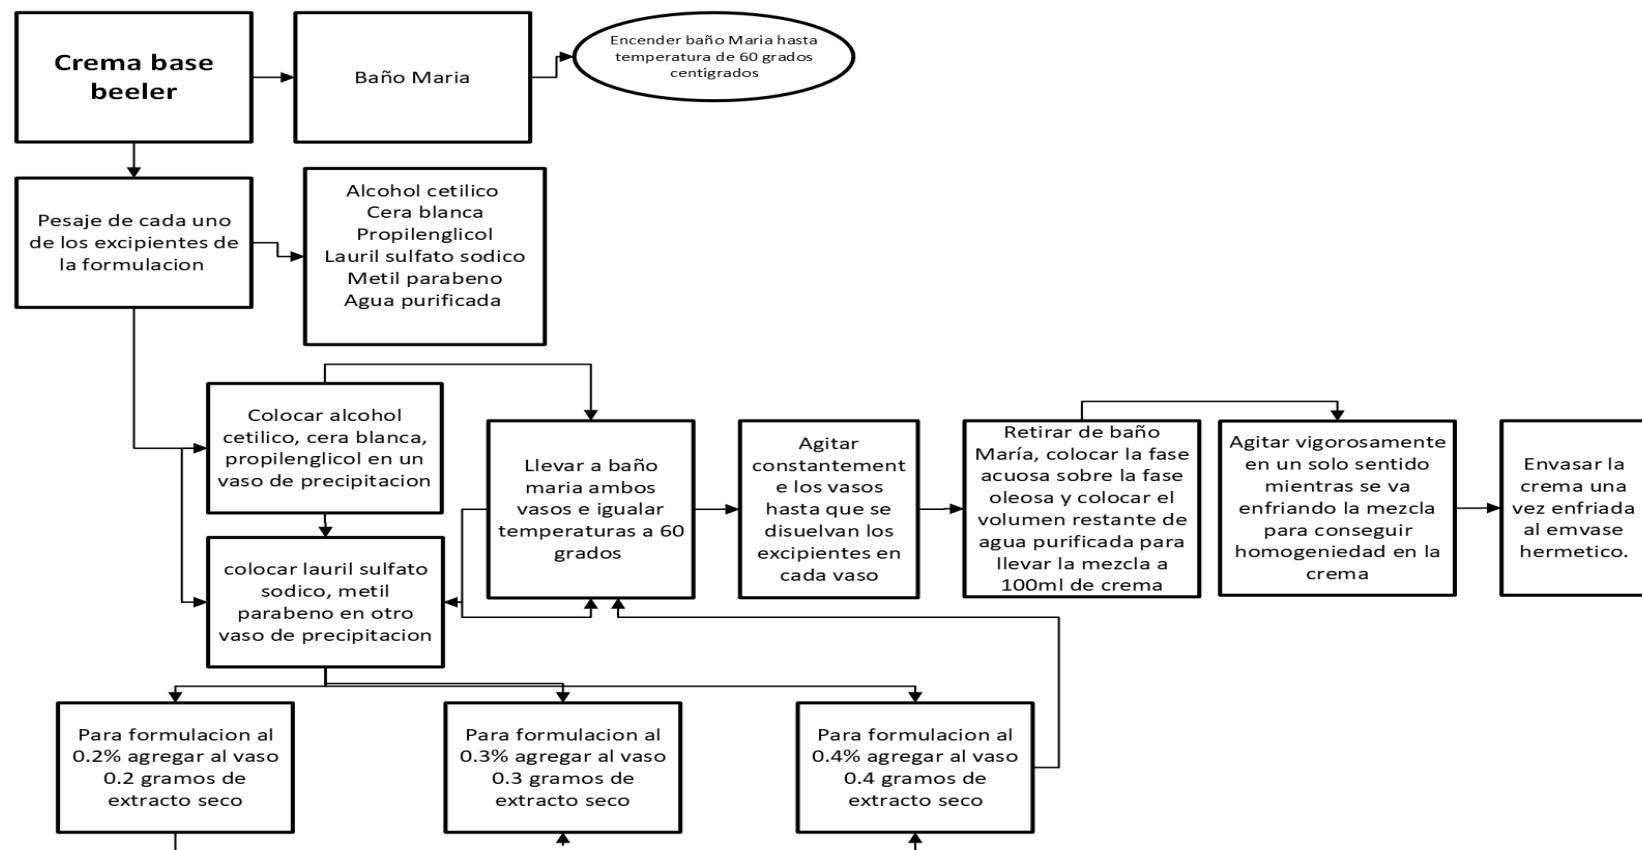 Crema base
beeler
Baño Maria
Encender baño Maria hasta
temperatura de 60 grados
centigrados
Pesaje de cada uno
de los excipientes de
la formulacion
Alcohol cetilico
Cera blanca
Propilenglicol
Lauril sulfato sodico
Metil parabeno
Agua purificada
Colocar alcohol
cetilico, cera blanca,
propilenglicol en un
vaso de precipitacion
colocar lauril sulfato
sodico, metil
parabeno en otro
vaso de precipitacion
Llevar a baño
maria ambos
vasos e igualar
temperaturas a 60
grados
Agitar
constantement
e los vasos
hasta que se
disuelvan los
excipientes en
cada vaso
Retirar de baño
María, colocar la fase
acuosa sobre la fase
oleosa y colocar el
volumen restante de
agua purificada para
llevar la mezcla a
100ml de crema
Agitar vigorosamente
en un solo sentido
mientras se va
enfriando la mezcla
para conseguir
homogeniedad en la
crema
Envasar la
crema una
vez enfriada
al emvase
hermetico.
Para formulacion al
0.2% agregar al vaso
0.2 gramos de
extracto seco
Para formulacion al
0.3% agregar al vaso
0.3 gramos de
extracto seco
Para formulacion al
0.4% agregar al vaso
0.4 gramos de
extracto seco